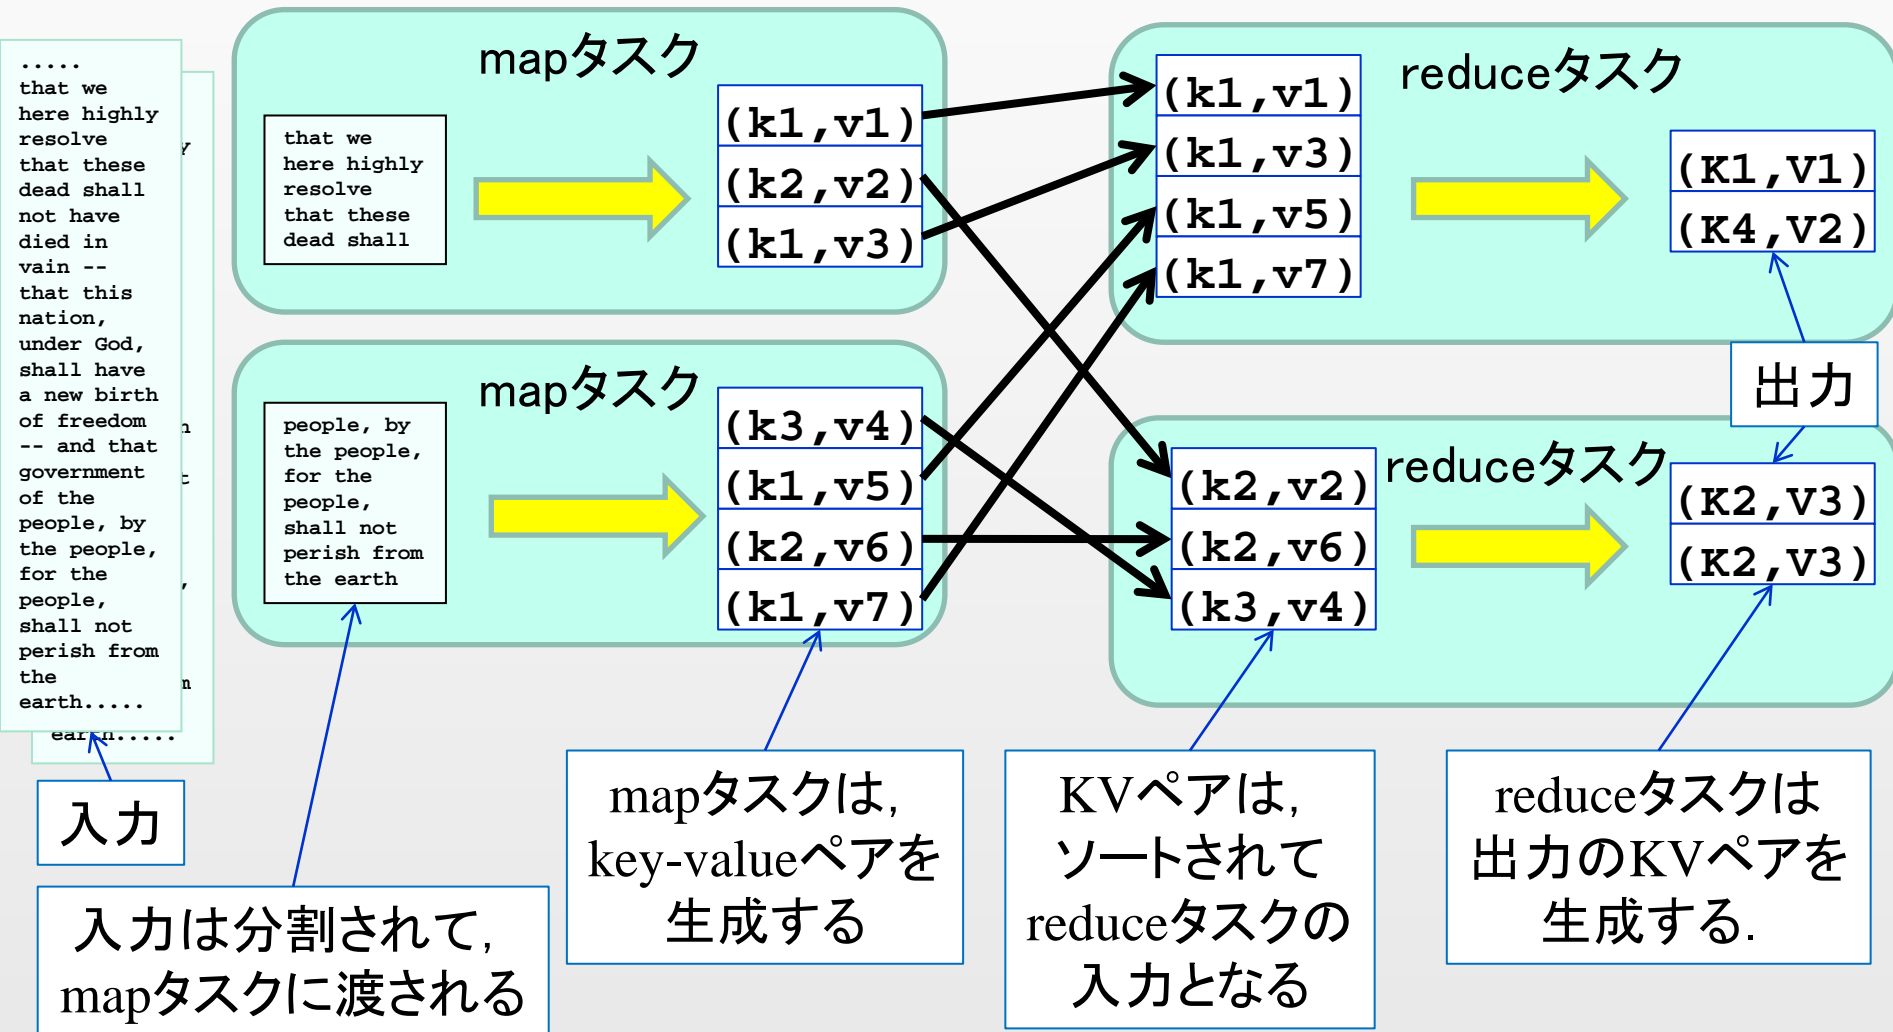 .....
that we
here highly
resolve
that these
dead shall
not have
died in
vain --
that this
nation,
under God,
shall have
a new birth
of freedom
-- and that
government
of the
people, by
the people,
for the
people,
shall not
perish from
the
earth.....
earth.....
入力
mapタスク
that we
here highly
resolve
that these
dead shall
(k1,v1)
(k2,v2)
(k1,v3)
mapタスク
people, by
the people,
for the
people,
shall not
perish from
the earth
(k3,v4)
(k1,v5)
(k2,v6)
(k1,v7)
reduceタスク
(k1,v1)
(k1,v3)
(k1,v5)
(k1,v7)
(K1,V1)
(K4,V2)
出力
reduceタスク
(k2,v2)
(k2,v6)
(k3,v4)
(K2,V3)
(K2,V3)
入力は分割されて,
mapタスクに渡される
mapタスクは,
key-valueペアを
生成する
KVペアは,
ソートされて
reduceタスクの
入力となる
reduceタスクは
出力のKVペアを
生成する.